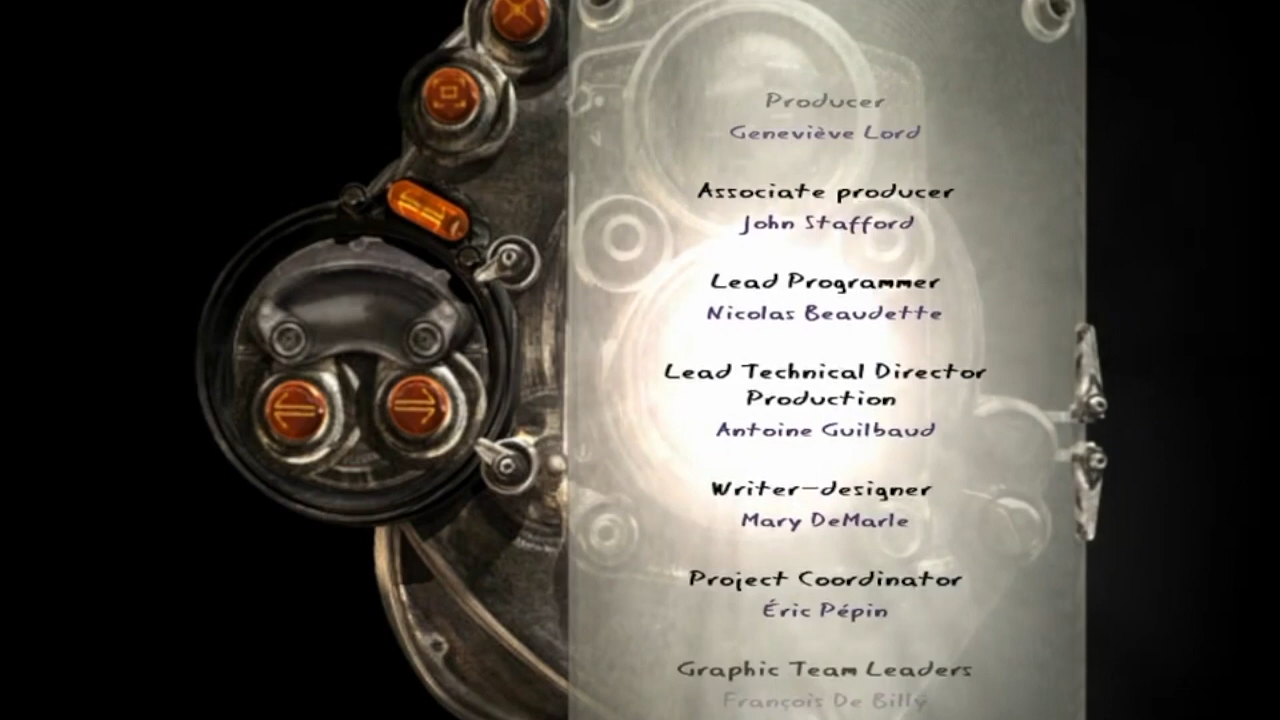 Producer
Geneviève Lord
Associate producer
John Stafford
Lead Programmer
Nicolas Beaudette
Lead Technical Director
Production
Antoine Guilbaud
Writer-designer
Mary DeMarle
Project Coordinator
Éric Pépin
Graphic Team Leaders
François De Billy